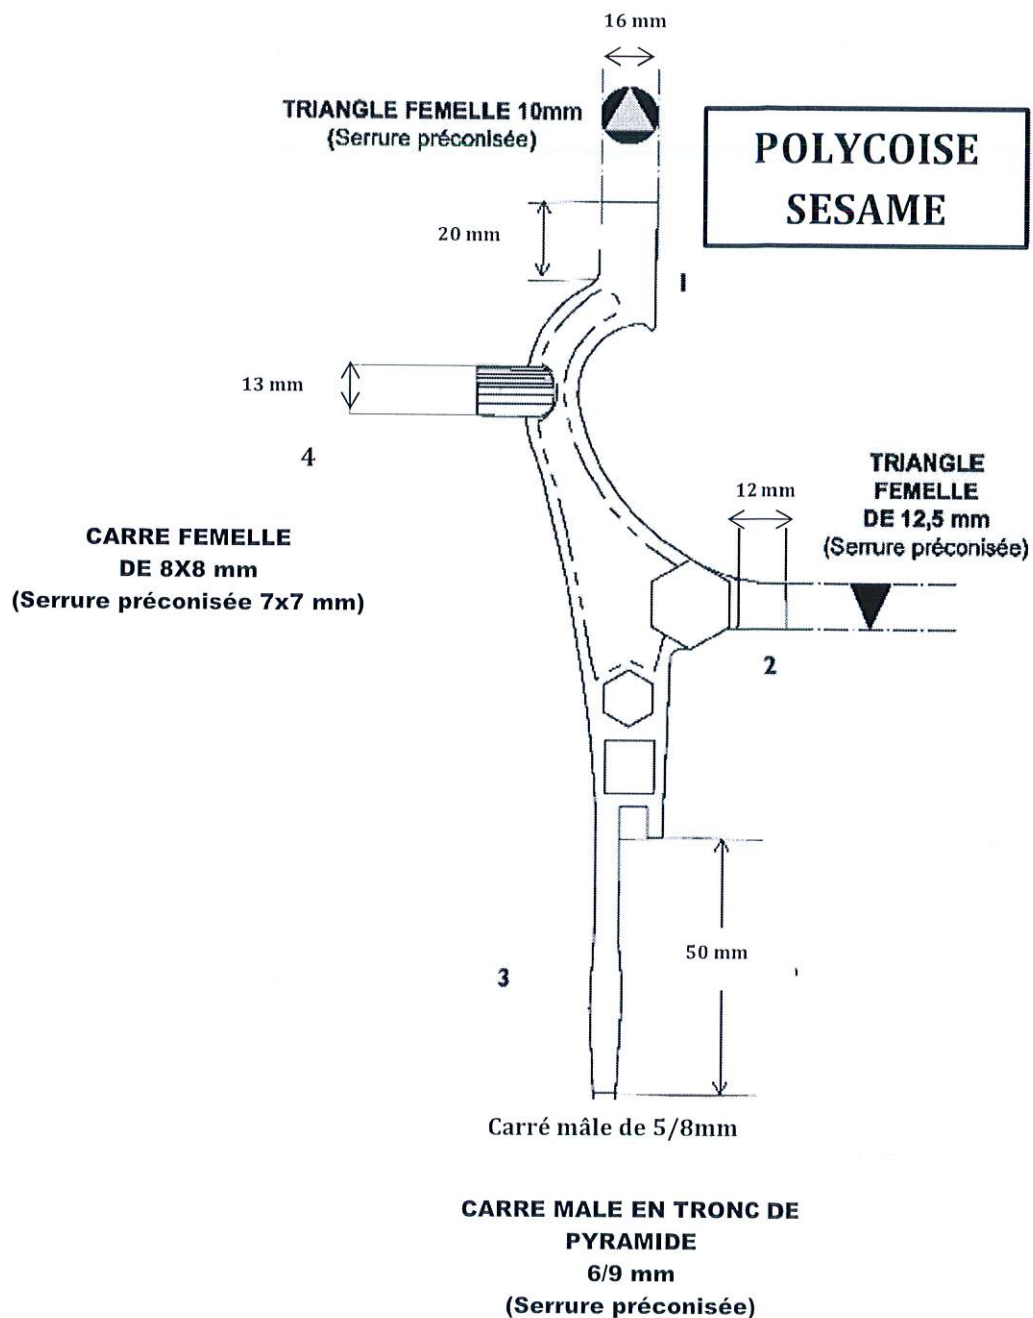 16 mm
TRIANGLE FEMELLE 10mm
(Serrure préconisée)
POLYCOISE
SESAME
20 mm
1
13 mm
4
TRIANGLE
FEMELLE
DE 12,5 mm
(Serrure préconisée)
12 mm
CARRE FEMELLE
DE 8X8 mm
(Serrure préconisée 7x7 mm)
2
50 mm
3
Carré mâle de 5/8mm
CARRE MALE EN TRONC DE
PYRAMIDE
6/9 mm
(Serrure préconisée)